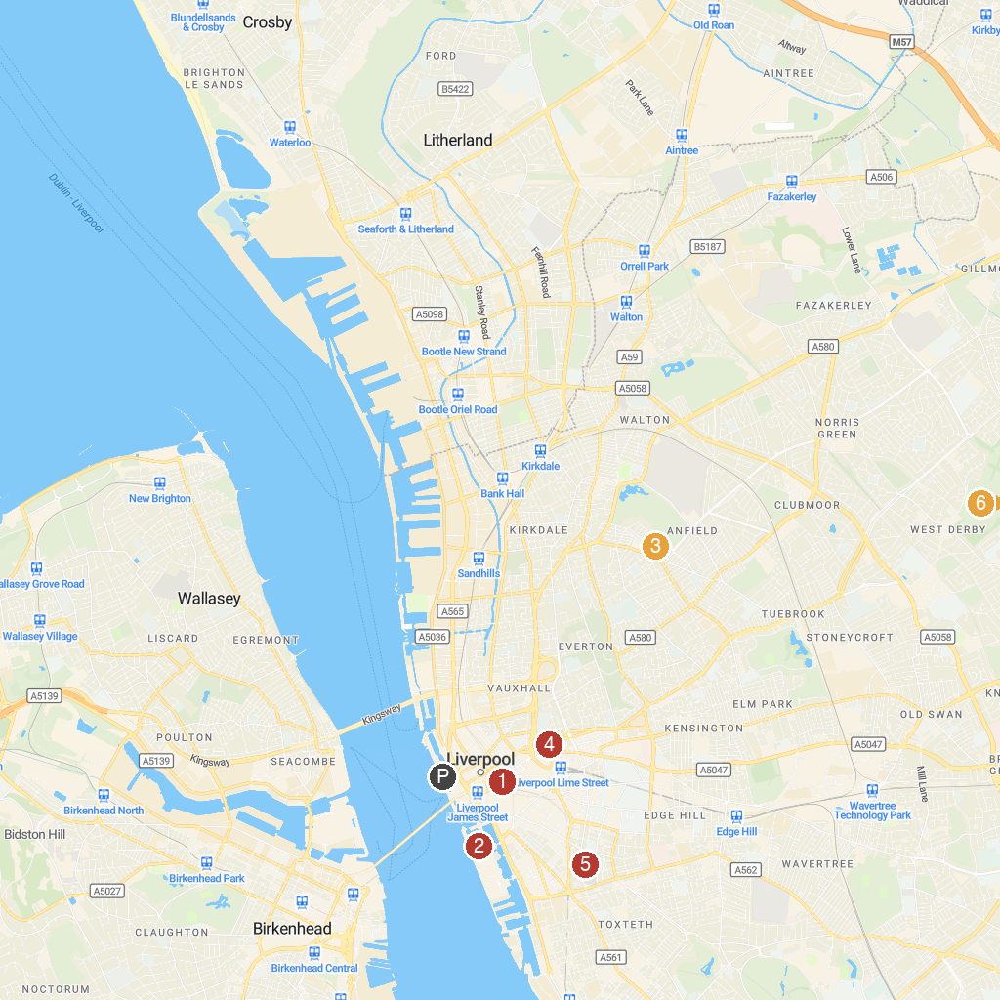 Waddicar
Crosby
Blundellsands
& Crosby
Old Roan
Kirkby
M57
Altway
FORD
AINTREE
BRIGHTON
LE SANDS
B5422
Park Lane
Waterloo
Litherland
Aintree
Dublin - Liverpool
A506
Fazakerley
Seaforth & Litherland
Lower Lane
B5187
Fernhill Road
Orrell Park
GILLMO
Stanley Road
FAZAKERLEY
A5098
Walton
Bootle New Strand
A580
A59
A5058
Bootle Oriel Road
WALTON
NORRIS
GREEN
Kirkdale
New Brighton
Bank Hall
CLUBMOOR
6
KIRKDALE
ANFIELD
WEST DERBY
3
Sandhills
allasey Grove Road
Wallasey
A565
TUEBROOK
Wallasey Village
LISCARD
EGREMONT
A5036
A580
STONEYCROFT
A5058
EVERTON
A5139
VAUXHALL
KN
ELM PARK
Kingsway
OLD SWAN
POULTON
KENSINGTON
4
A5047
A5139
Kingsway
SEACOMBE
Liverpool
A5047
P
1
Liverpool Lime Street
Mill Lane
Birkenhead North
Liverpool
James Street
EDGE HILL
Wavertree
Technology Park
Edge Hill
Bidston Hill
2
5
Birkenhead Park
A562
WAVERTREE
A5027
Birkenhead
TOXTETH
CLAUGHTON
A561
Birkenhead Central
NOCTORUM